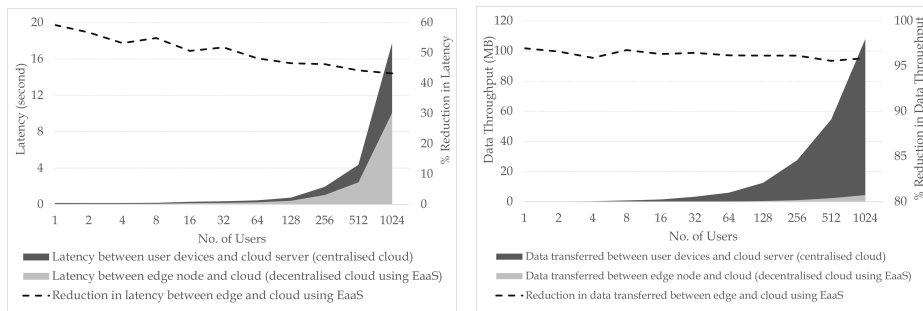 20
16
12
8
4
0
Latency (second)
60
50
40
30
20
10
0
% Reduction in Latency
1 2 4 8 16 32 64 128 256 512 1024
No. of Users
Latency between user devices and cloud server (centralised cloud)
Latency between edge node and cloud (decentralised cloud using EaaS)
Reduction in latency between edge and cloud using EaaS
120
100
80
60
40
20
0
Data Throughput (MB)
100
95
90
85
80
% Reduction in Data Throughput
1 2 4 8 16 32 64 128 256 512 1024
No. of Users
Data transferred between user devices and cloud server (centralised cloud)
Data transferred between edge node and cloud (decentralised cloud using EaaS)
Reduction in data transferred between edge and cloud using EaaS